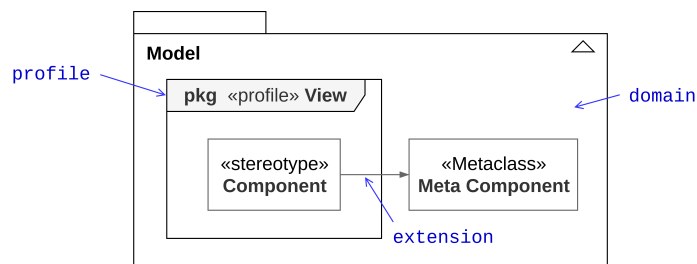 Model
profile
pkg «profile» View
domain
«stereotype»
Component
«Metaclass»
Meta Component
extension